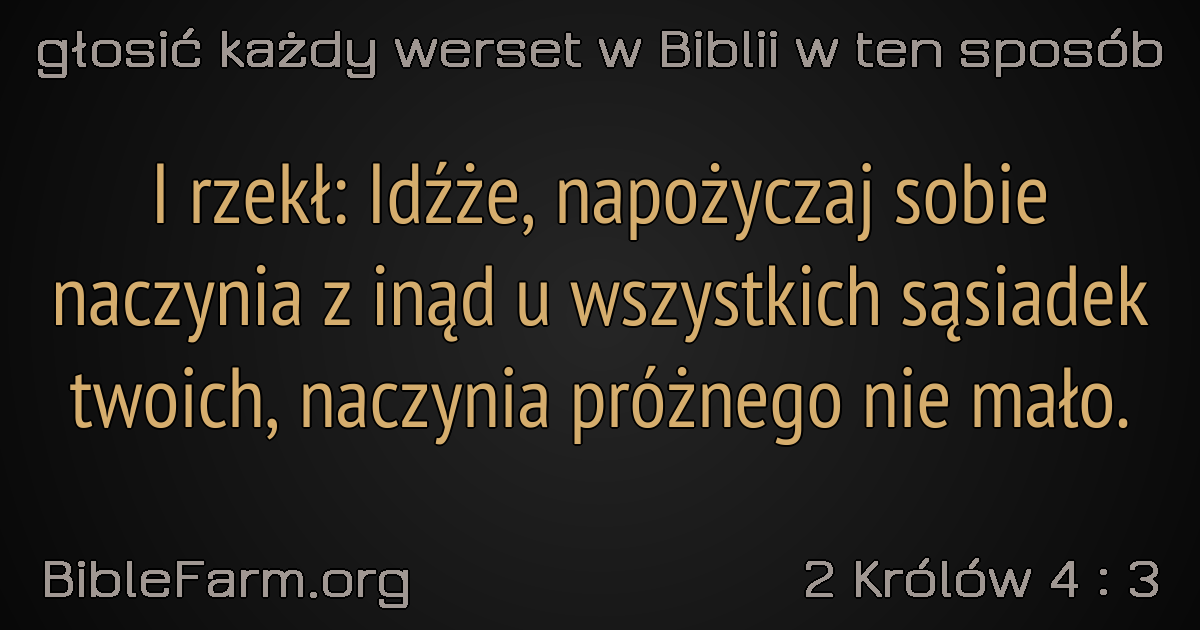 głosić każdy werset w Biblii w ten sposób
I rzekł: Idźże, napożyczaj sobie
naczynia z inąd u wszystkich sąsiadek
twoich, naczynia próżnego nie mało.
BibleFarm.org
2 Królów 4 : 3